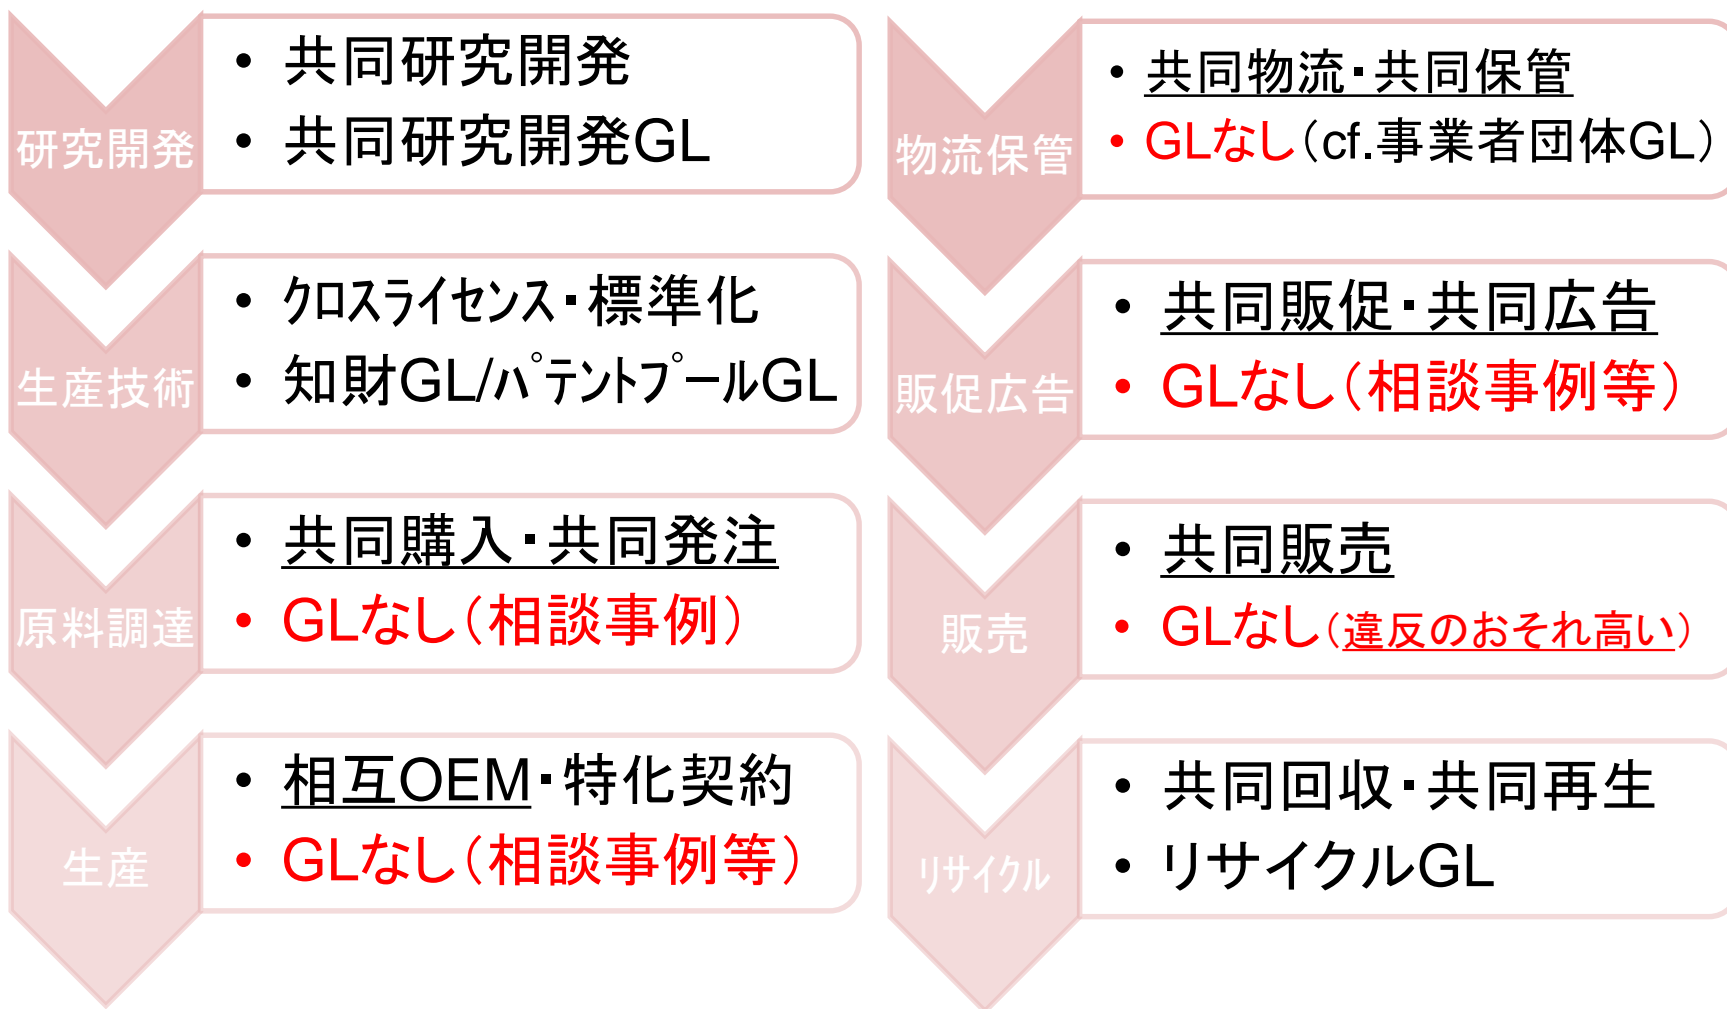 研究開発
• 共同研究開発
• 共同研究開発GL
生産技術
• ｸﾛｽﾗｲｾﾝｽ・標準化
• 知財GL/ﾊﾟﾃﾝﾄﾌﾟｰﾙGL
原料調達
• 共同購入・共同発注
• GLなし（相談事例）
生産
• 相互OEM・特化契約
• GLなし（相談事例等）
物流保管
• 共同物流・共同保管
• GLなし（cf.事業者団体GL）
販促広告
• 共同販促・共同広告
• GLなし（相談事例等）
販売
• 共同販売
• GLなし（違反のおそれ高い）
ﾘｻｲｸﾙ
• 共同回収・共同再生
• リサイクルGL